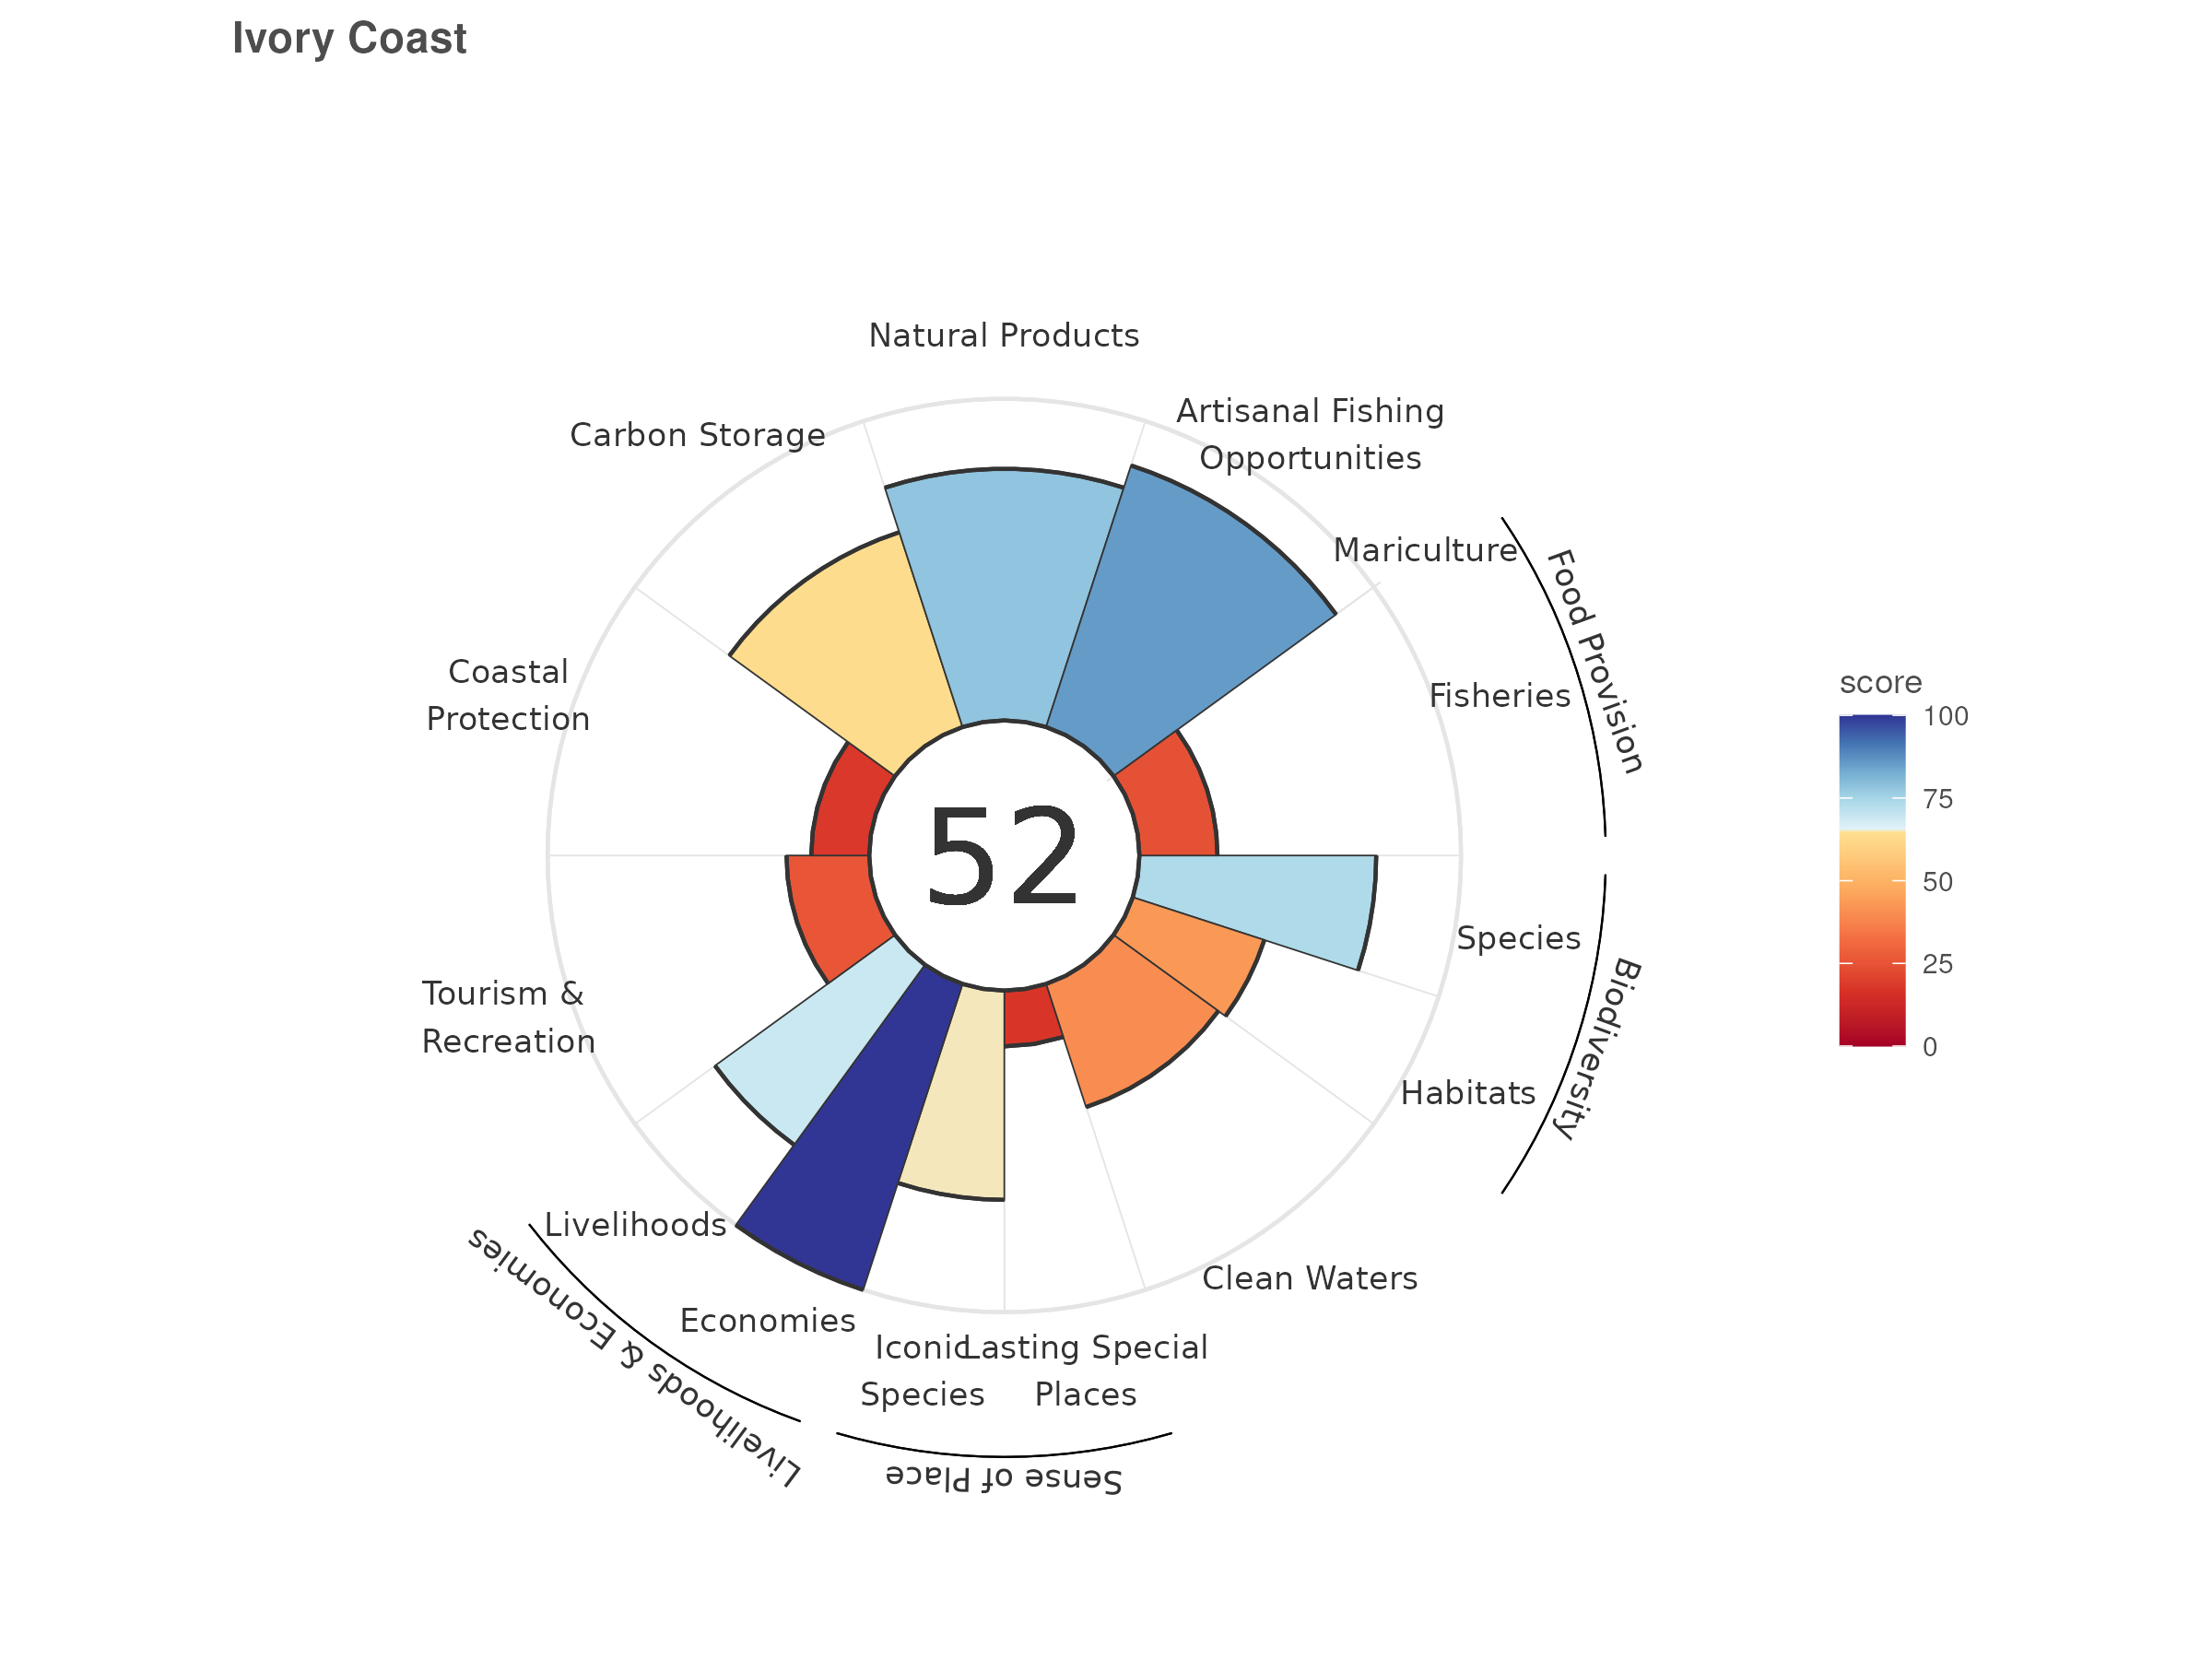 Ivory Coast
Natural Products
Artisanal Fishing
Opportunities
Carbon Storage
Mariculture
Food Provision
Fisheries
Coastal
Protection
52
score
100
75
50
25
0
Species
Biodiversity
Habitats
Tourism &
Recreation
Clean Waters
Livelihoods
Economies
Livelihoods & Economies
Iconic
Species
Lasting Special
Places
Sense of Place